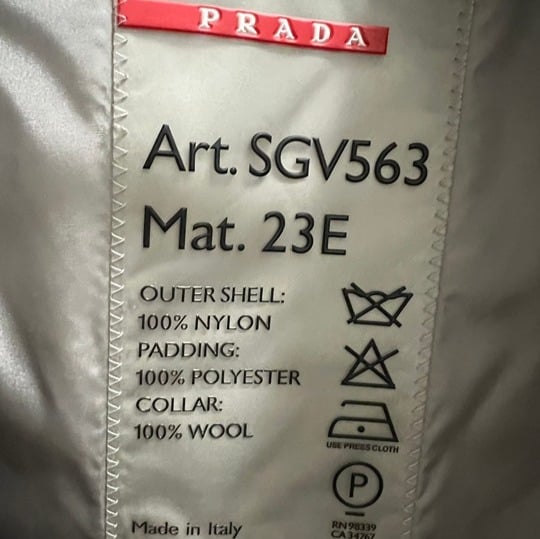 PRADA
Art. SGV563
Mat. 23E
OUTER SHELL:
100% NYLON
PADDING:
100% POLYESTER
COLLAR:
100% WOOL
USE PRESS CLOTH
P
Made in Italy
RN 98339
CA 34767